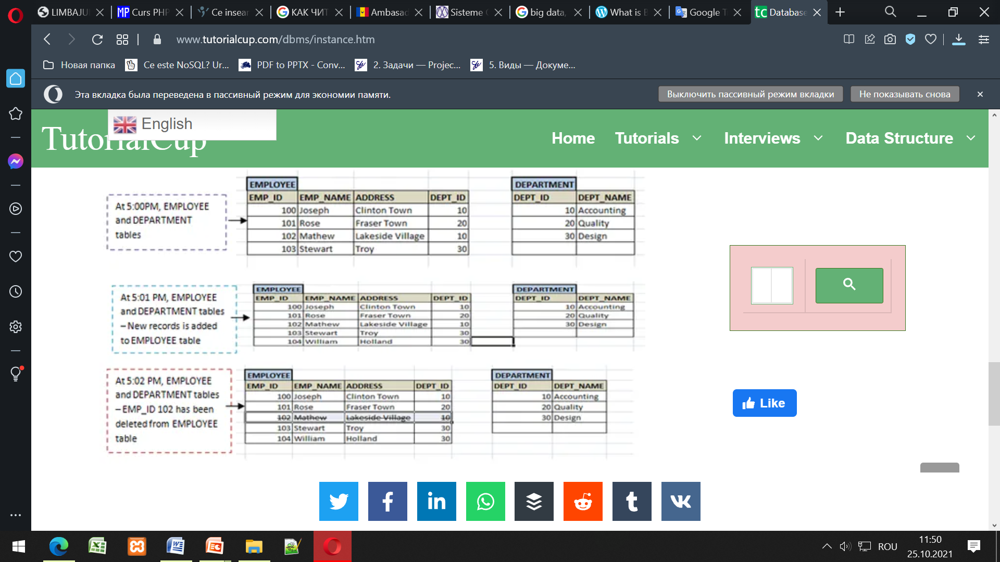 LIMBAJU
Curs PHP
Ce insear
КАК ЧИТ
Ambasad
Sisteme
big data,
What is B
Google T
Database
www.tutorialcup.com/dbms/instance.htm
Новая папка
Ce este NoSQL? Ur...
PDF to PPTX - Conv...
2. Задачи — Projec...
5. Виды — Докуме...
Эта вкладка была переведена в пассивный режим для экономии памяти.
Выключить пассивный режим вкладки
Не показывать снова
English
TutorialCup
Home
Tutorials
Interviews
Data Structure
At 5:00PM, EMPLOYEE
and DEPARTMENT
tables
EMPLOYEE
EMP_ID EMP_NAME ADDRESS DEPT_ID
100 Joseph Clinton Town 10
101 Rose Fraser Town 20
102 Mathew Lakeside Village 10
103 Stewart Troy 30
DEPARTMENT
DEPT_ID DEPT_NAME
10 Accounting
20 Quality
30 Design
At 5:01 PM, EMPLOYEE
and DEPARTMENT tables
– New records is added
to EMPLOYEE table
EMPLOYEE
EMP_ID EMP_NAME ADDRESS DEPT_ID
100 Joseph Clinton Town 10
101 Rose Fraser Town 20
102 Mathew Lakeside Village 10
103 Stewart Troy 30
104 William Holland 30
DEPARTMENT
DEPT_ID DEPT_NAME
10 Accounting
20 Quality
30 Design
At 5:02 PM, EMPLOYEE
and DEPARTMENT tables
– EMP_ID 102 has been
deleted from EMPLOYEE
table
EMPLOYEE
EMP_ID EMP_NAME ADDRESS DEPT_ID
100 Joseph Clinton Town 10
101 Rose Fraser Town 20
102 Mathew Lakeside Village 10
103 Stewart Troy 30
104 William Holland 30
DEPARTMENT
DEPT_ID DEPT_NAME
10 Accounting
20 Quality
30 Design
Like
ROU
11:50
25.10.2021